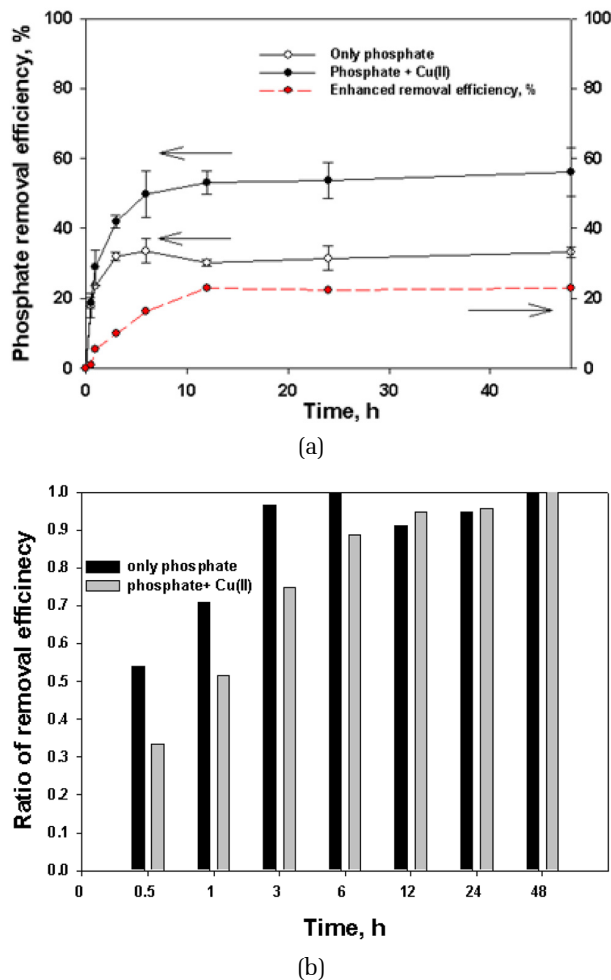 100
100
80
80
60
60
40
40
20
20
0
0
Phosphate removal efficiency, %
Only phosphate
Phosphate + Cu(II)
Enhanced removal efficiency, %
0 10 20 30 40
Time, h
(a)
1.0
0.9
0.8
0.7
0.6
0.5
0.4
0.3
0.2
0.1
0.0
Ratio of removal efficinecy
only phosphate
phosphate+ Cu(II)
0 0.5 1 3 6 12 24 48
Time, h
(b)